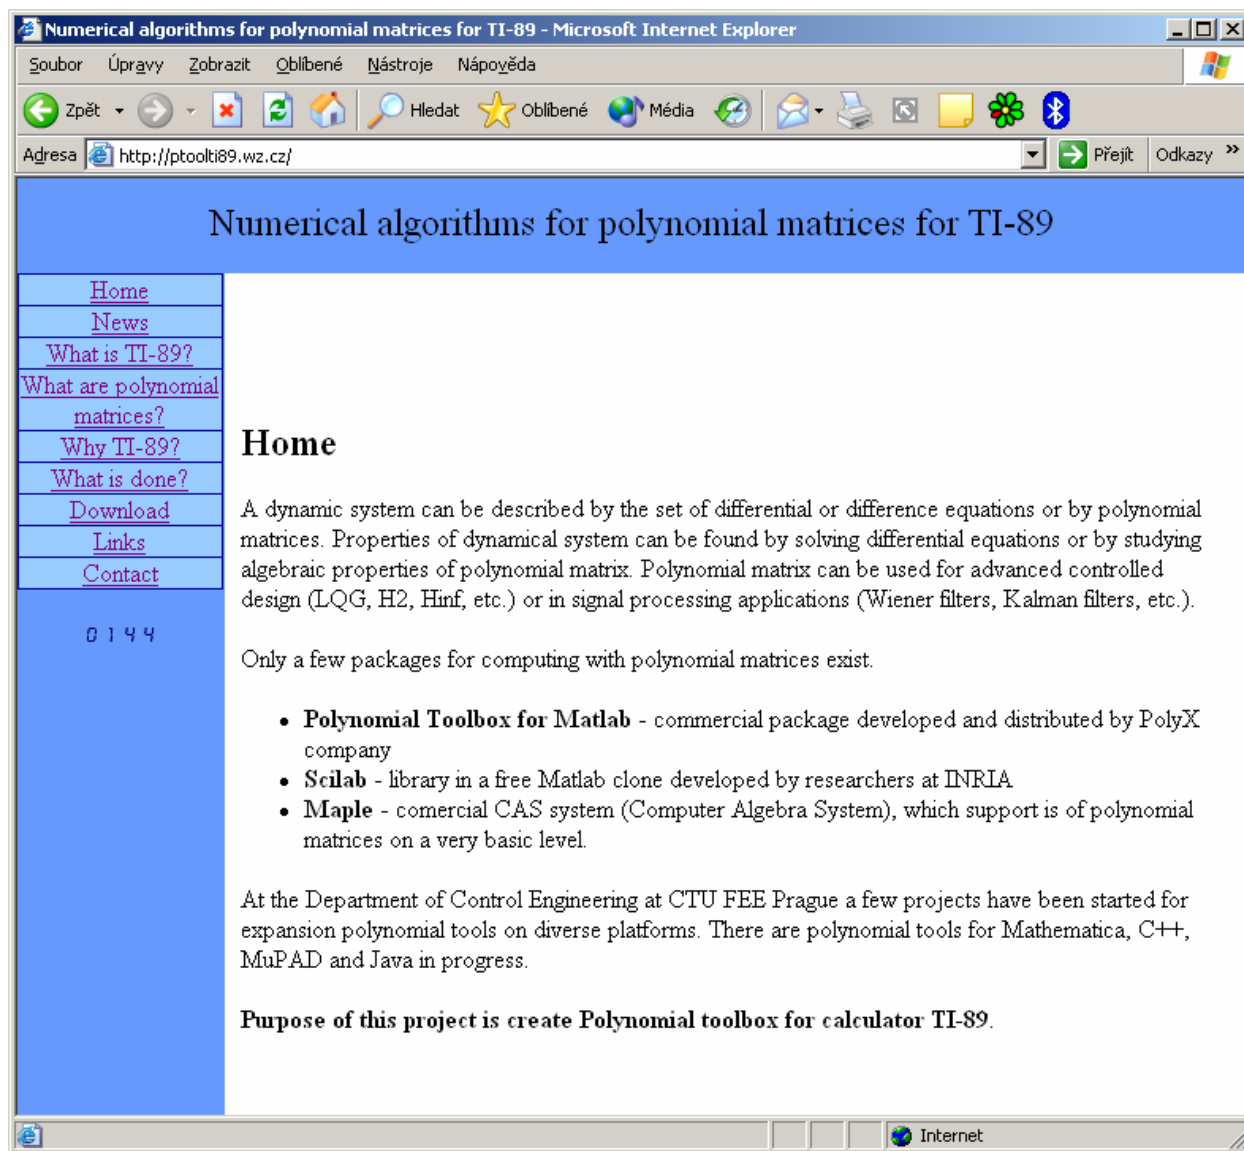 Numerical algorithms for polynomial matrices for TI-89 - Microsoft Internet Explorer
Soubor Úpravy Zobrazit Oblíbené Nástroje Nápověda
Zpět Hledat Oblíbené Média
Adresa http://ptoolti89.wz.cz/ Přejít Odkazy »
Numerical algorithms for polynomial matrices for TI-89
Home
News
What is TI-89?
What are polynomial
matrices?
Why TI-89?
What is done?
Download
Links
Contact
0144
Home
A dynamic system can be described by the set of differential or difference equations or by polynomial
matrices. Properties of dynamical system can be found by solving differential equations or by studying
algebraic properties of polynomial matrix. Polynomial matrix can be used for advanced controlled
design (LQG, H2, Hinf, etc.) or in signal processing applications (Wiener filters, Kalman filters, etc.).
Only a few packages for computing with polynomial matrices exist.
• Polynomial Toolbox for Matlab - commercial package developed and distributed by PolyX
company
• Scilab - library in a free Matlab clone developed by researchers at INRIA
• Maple - comercial CAS system (Computer Algebra System), which support is of polynomial
matrices on a very basic level.
At the Department of Control Engineering at CTU FEE Prague a few projects have been started for
expansion polynomial tools on diverse platforms. There are polynomial tools for Mathematica, C++,
MuPAD and Java in progress.
Purpose of this project is create Polynomial toolbox for calculator TI-89.
Internet